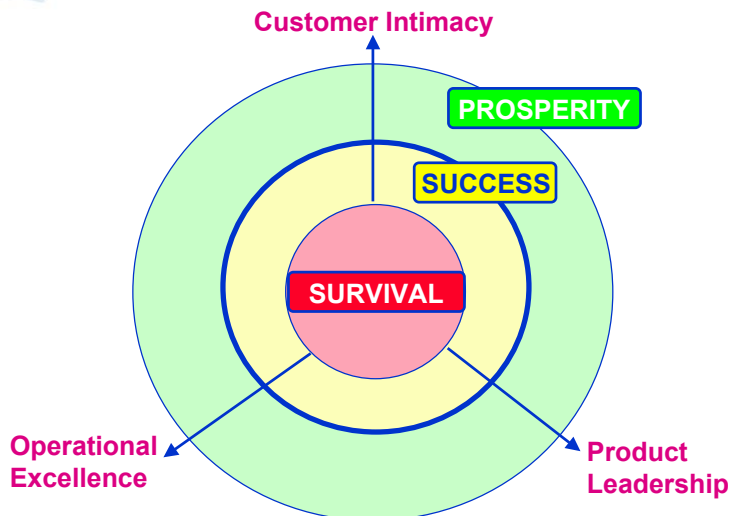 Customer Intimacy
PROSPERITY
SUCCESS
SURVIVAL
Operational
Excellence
Product
Leadership